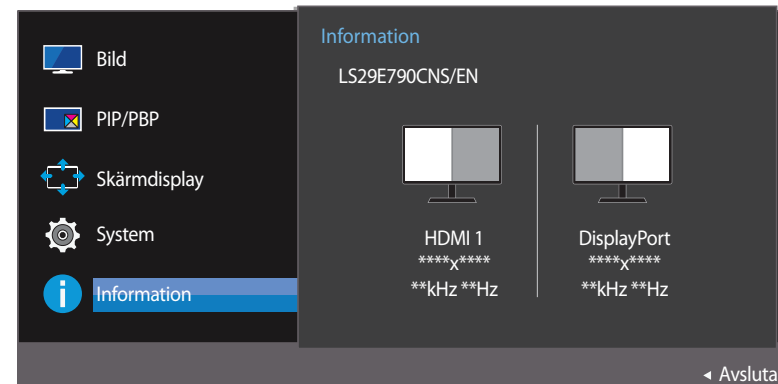 Bild
PIP/PBP
Skärmdisplay
System
Information
Information
LS29E790CNS/EN
HDMI 1
****x****
**kHz **Hz
DisplayPort
****x****
**kHz **Hz
◂ Avsluta